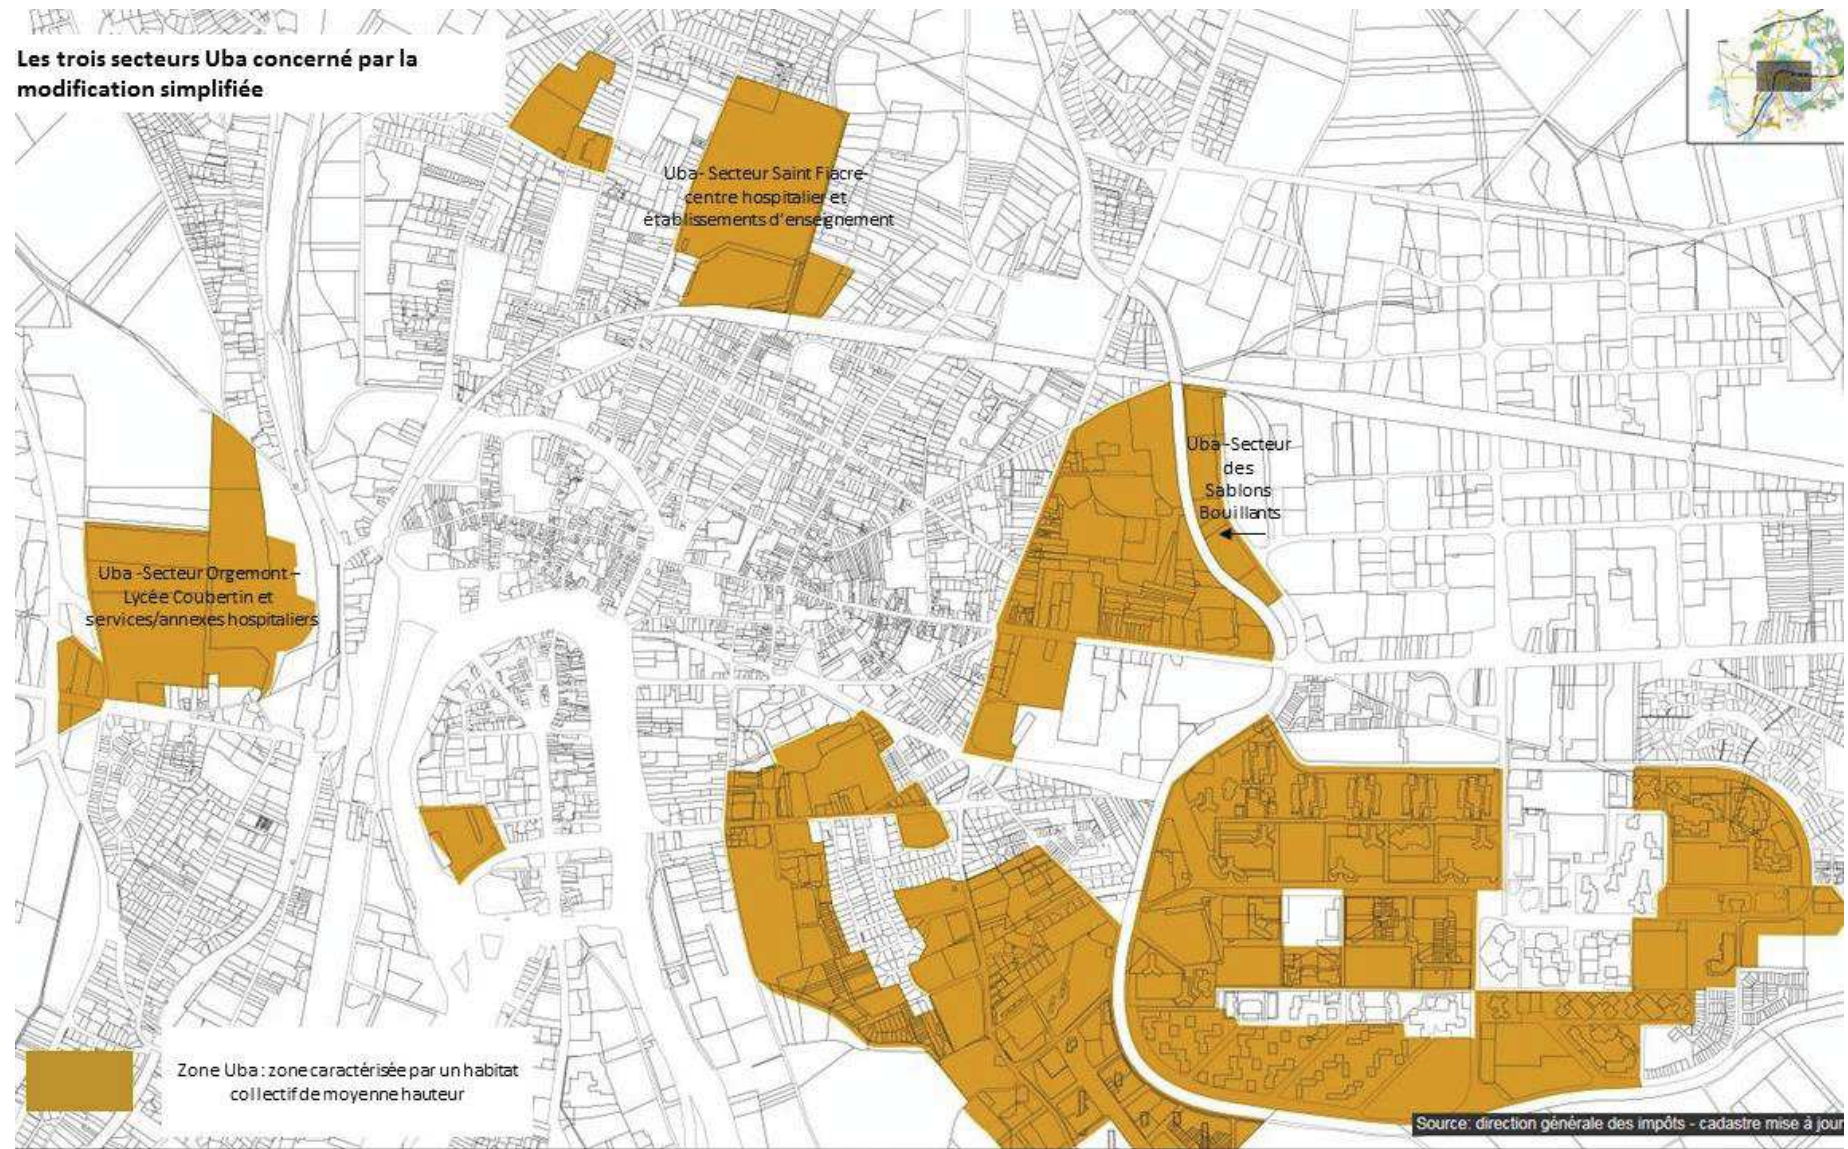 Les trois secteurs Uba concerné par la
modification simplifiée
Uba- Secteur Saint Fiacre-
centre hospitalier et
établissements d'enseignement
Uba -Secteur
des
Sablons
Bouillants
Uba -Secteur Orgemont –
Lycée Coubertin et
services/annexes hospitaliers
Zone Uba : zone caractérisée par un habitat
collectif de moyenne hauteur
Source: direction générale des impôts - cadastre mise à jour